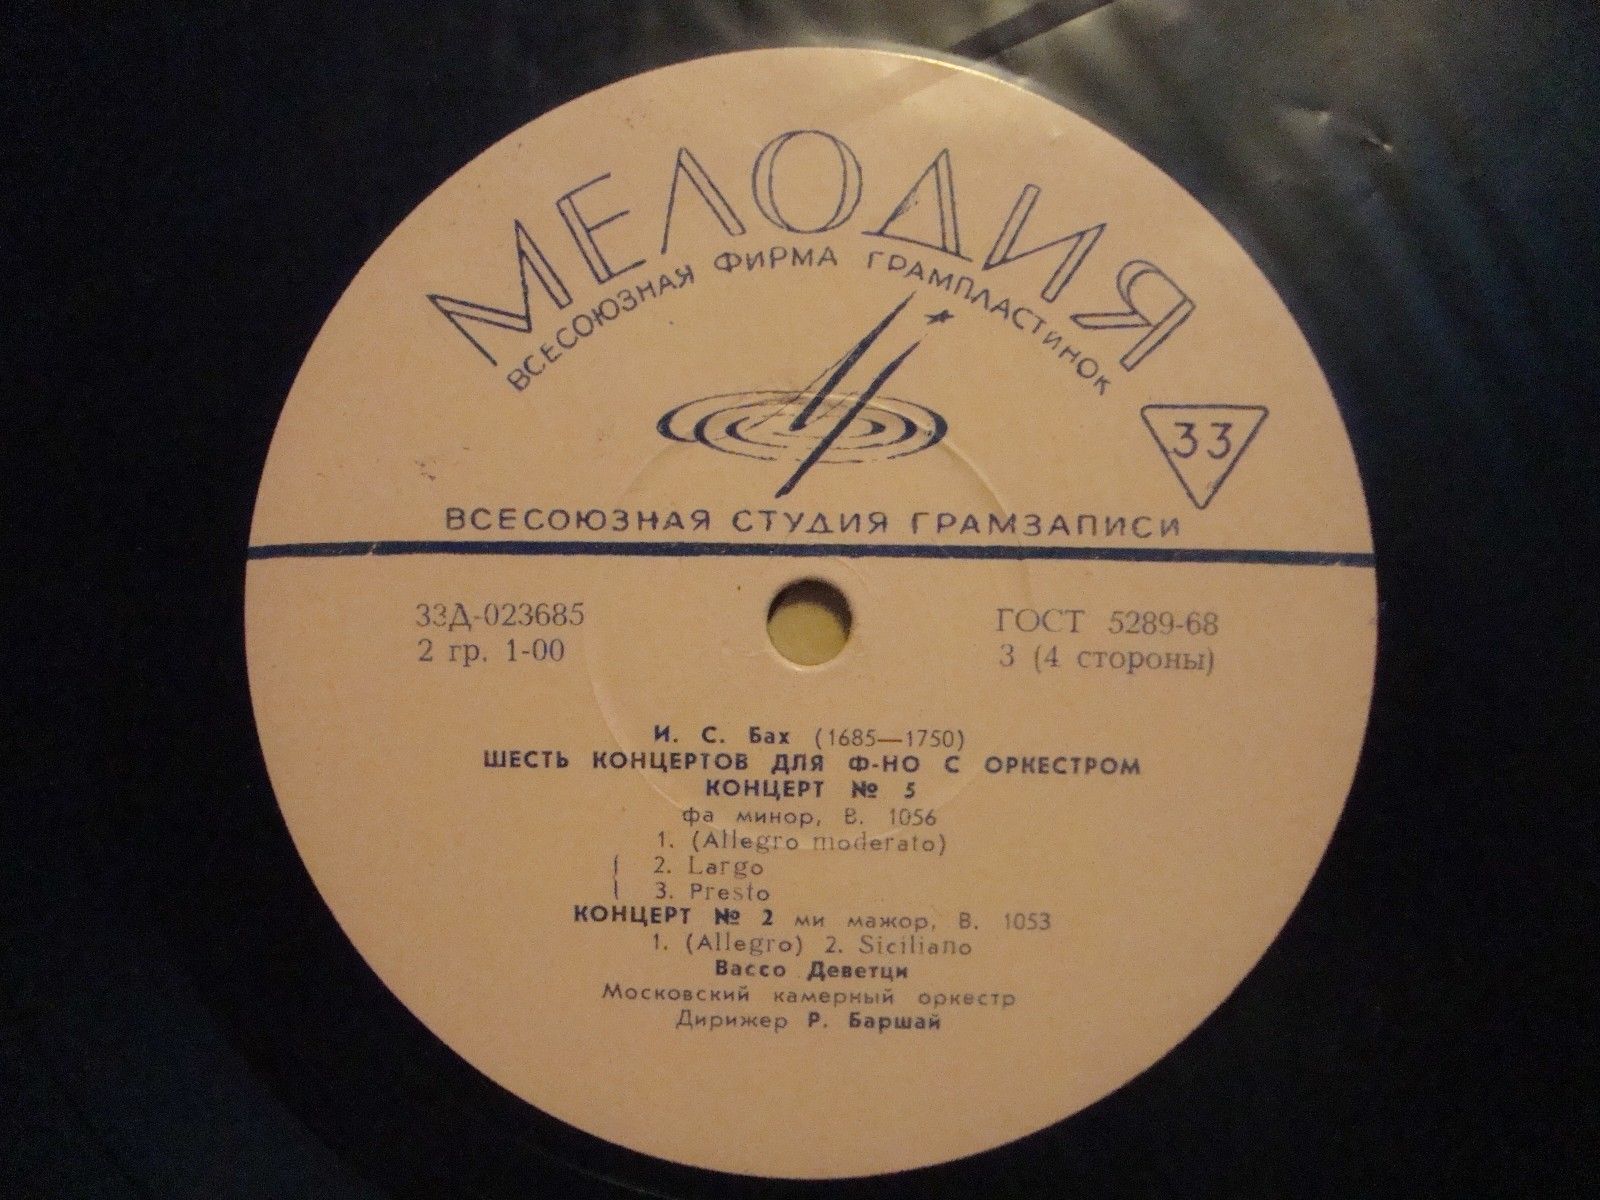 МЕЛОДИЯ
ВСЕСОЮЗНАЯ ФИРМА ГРАМПЛАСТИНОК
33
ВСЕСОЮЗНАЯ СТУДИЯ ГРАМЗАПИСИ
33Д-023685
2 гр. 1-00
ГОСТ 5289-68
3 (4 стороны)
И. С. Бах (1685—1750)
ШЕСТЬ КОНЦЕРТОВ ДЛЯ Ф-НО С ОРКЕСТРОМ
КОНЦЕРТ № 5
фа минор, В. 1056
1. (Allegro moderato)
2. Largo
3. Presto
КОНЦЕРТ № 2 ми мажор, В. 1053
1. (Allegro) 2. Siciliano
Вассо Деветци
Московский камерный оркестр
Дирижер Р. Баршай